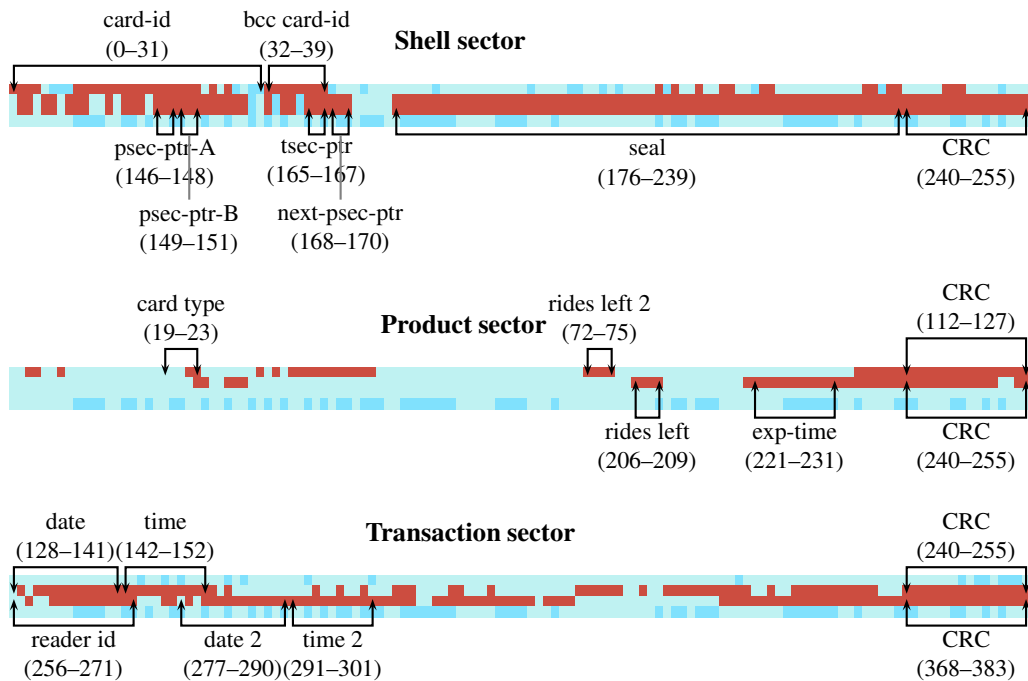 card-id
(0–31)
bcc card-id
(32–39)
Shell sector
psec-ptr-A
(146–148)
tsec-ptr
(165–167)
seal
(176–239)
CRC
(240–255)
psec-ptr-B
(149–151)
next-psec-ptr
(168–170)
card type
(19–23)
Product sector
rides left 2
(72–75)
CRC
(112–127)
rides left
(206–209)
exp-time
(221–231)
CRC
(240–255)
date
(128–141)
time
(142–152)
Transaction sector
CRC
(240–255)
reader id
(256–271)
date 2
(277–290)
time 2
(291–301)
CRC
(368–383)